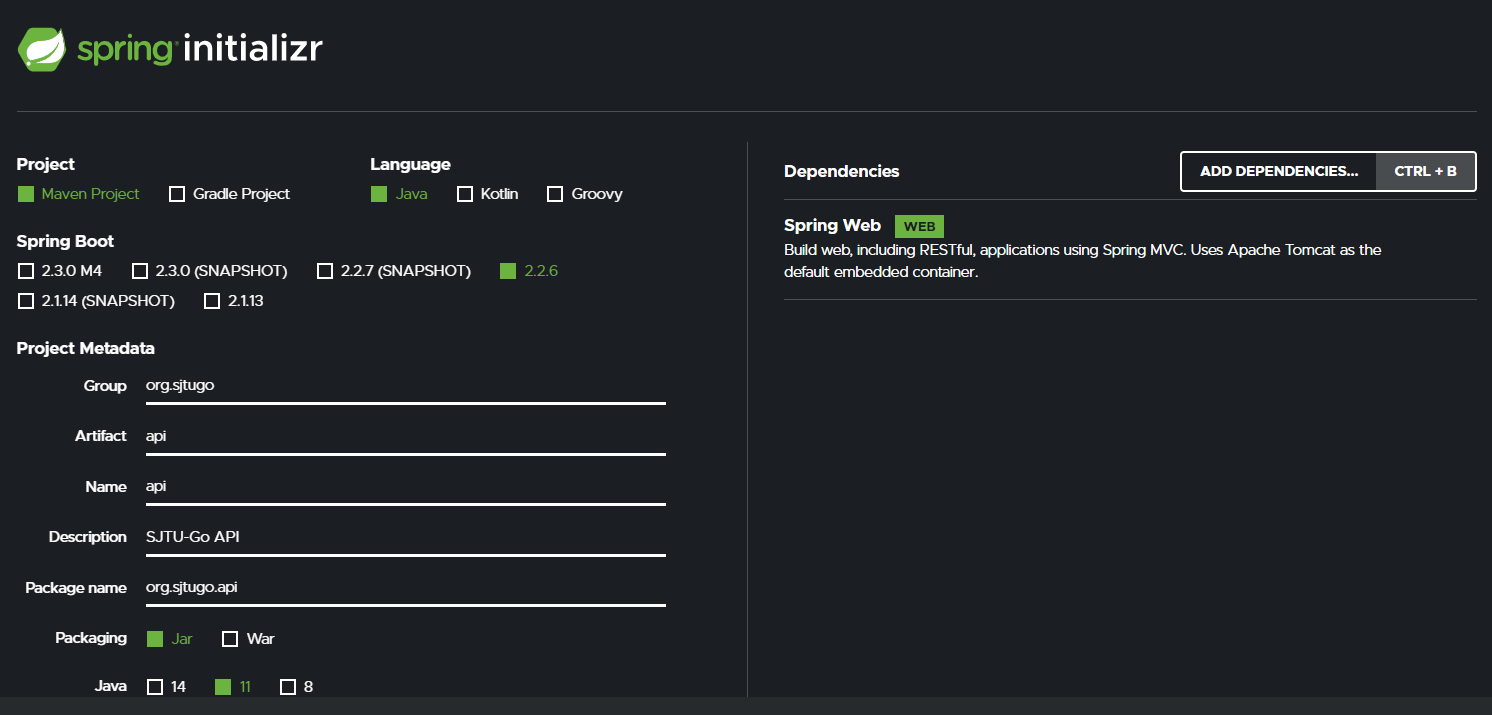 spring initializr
Project
Maven Project Gradle Project
Language
Java Kotlin Groovy
Spring Boot
2.3.0 M4 2.3.0 (SNAPSHOT) 2.2.7 (SNAPSHOT) 2.2.6
2.1.14 (SNAPSHOT) 2.1.13
Project Metadata
Group org.sjtugo
Artifact api
Name api
Description SJTU-Go API
Package name org.sjtugo.api
Packaging Jar War
Java 14 11 8
Dependencies ADD DEPENDENCIES... CTRL + B
Spring Web WEB
Build web, including RESTful, applications using Spring MVC. Uses Apache Tomcat as the
default embedded container.